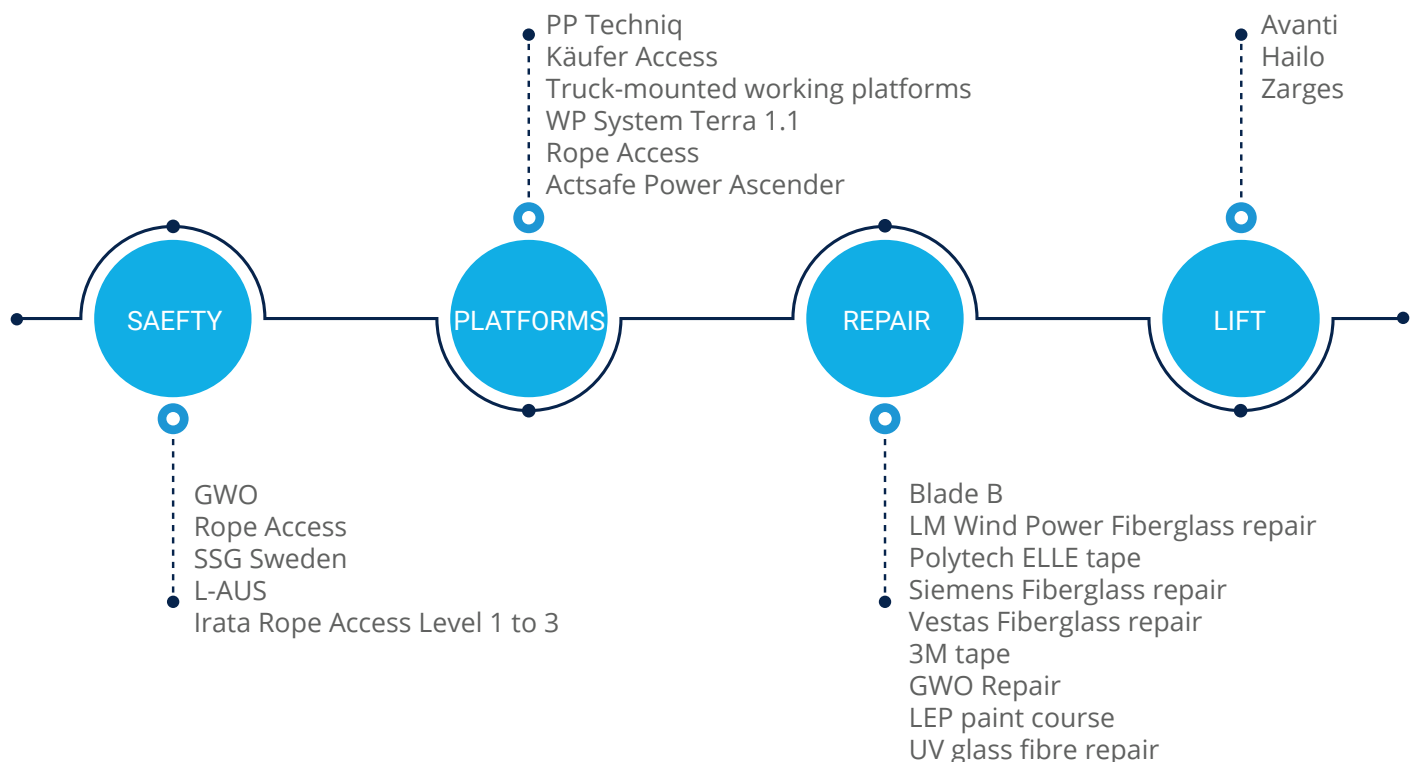 SAEFTY
GWO
Rope Access
SSG Sweden
L-AUS
Irata Rope Access Level 1 to 3
PLATFORMS
PP Techniq
Käufer Access
Truck-mounted working platforms
WP System Terra 1.1
Rope Access
Actsafe Power Ascender
REPAIR
Blade B
LM Wind Power Fiberglass repair
Polytech ELLE tape
Siemens Fiberglass repair
Vestas Fiberglass repair
3M tape
GWO Repair
LEP paint course
UV glass fibre repair
LIFT
Avanti
Hailo
Zarges